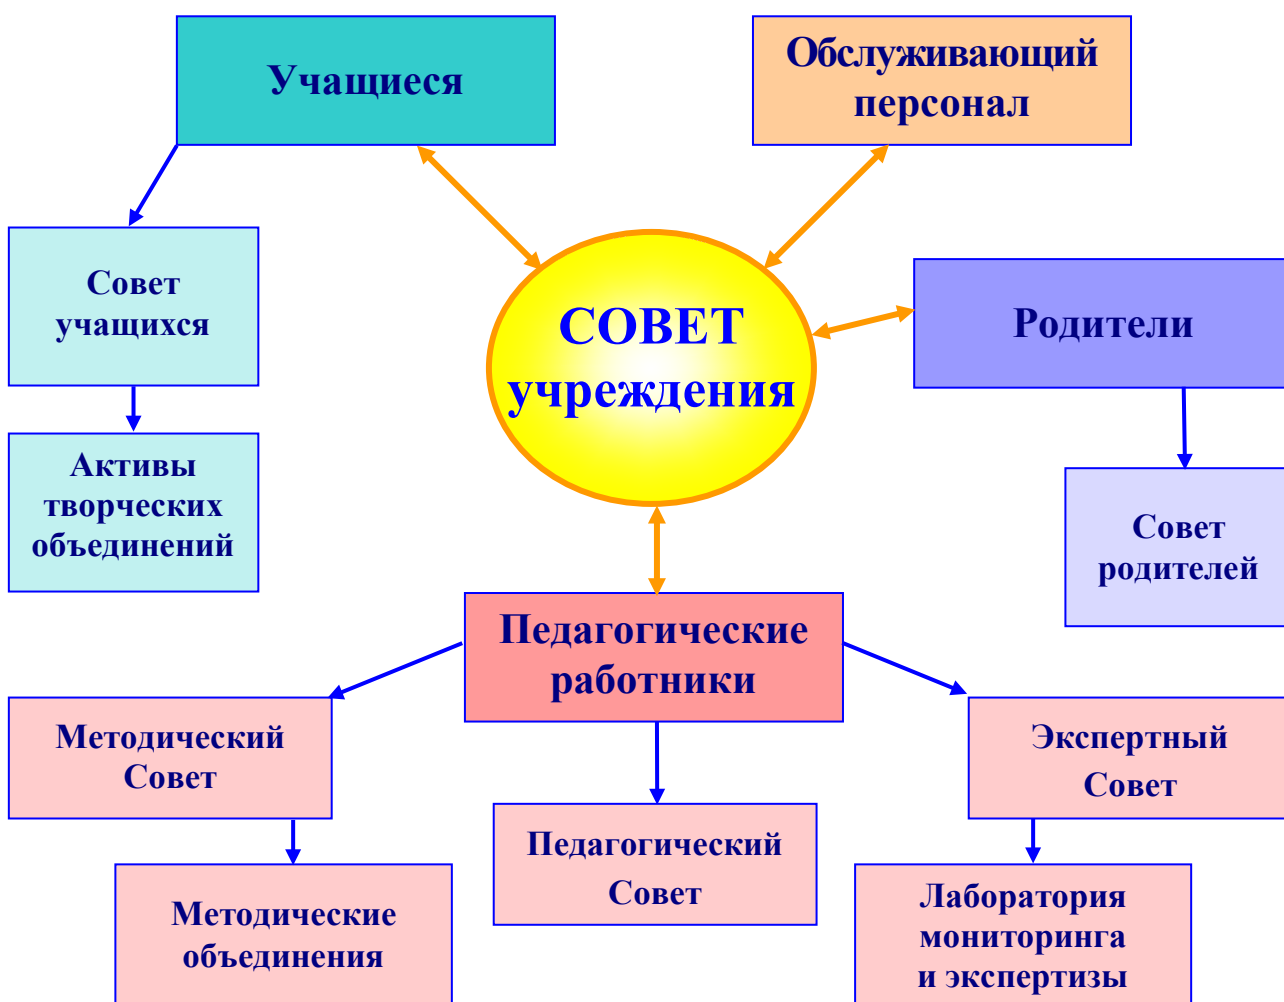 Учащиеся
Обслуживающий
персонал
Совет
учащихся
СОВЕТ
учреждения
Родители
Активы
творческих
объединений
Совет
родителей
Педагогические
работники
Методический
Совет
Экспертный
Совет
Педагогический
Совет
Методические
объединения
Лаборатория
мониторинга
и экспертизы